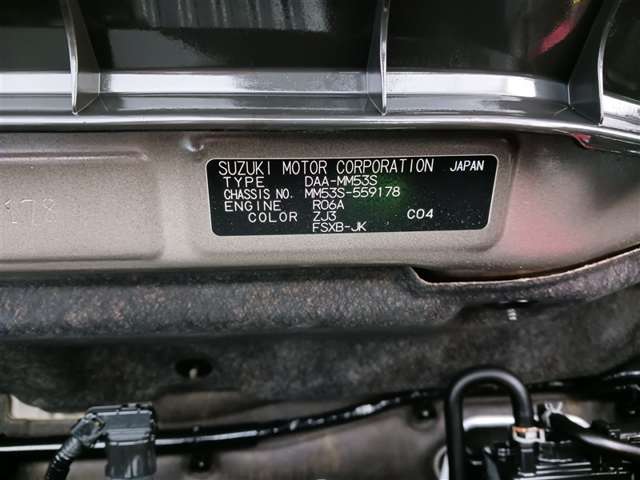 SUZUKI MOTOR CORPORATION JAPAN
TYPE DAA-MM53S
CHASSIS NO. MM53S-559178
ENGINE R06A
COLOR ZJ3 C04
FSXB-JK